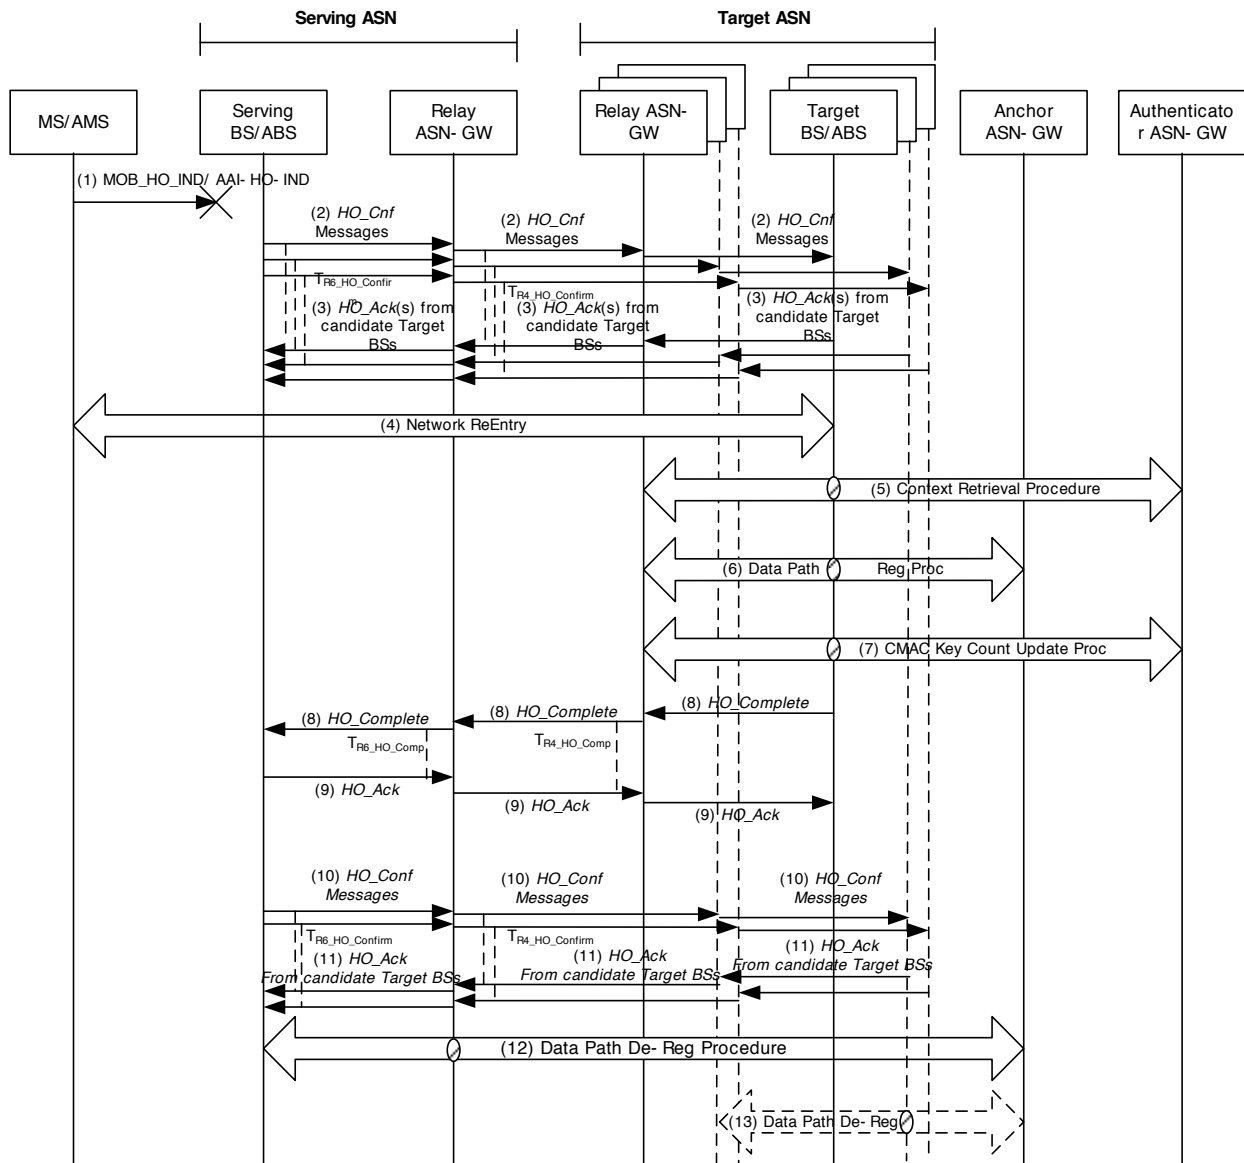 Serving ASN
Target ASN
MS/AMS
Serving
BS/ABS
Relay
ASN- GW
Relay ASN-
GW
Target
BS/ABS
Anchor
ASN- GW
Authenticato
r ASN- GW
(1) MOB_HO_IND/ AAI- HO- IND
(2) HO_Cnf
Messages
(2) HO_Cnf
Messages
(2) HO_Cnf
Messages
TR6_HO_Confir
m
TR4_HO_Confirm
(3) HO_Ack(s) from
candidate Target
BSs
(3) HO_Ack(s) from
candidate Target
BSs
(3) HO_Ack(s) from
candidate Target
BSs
(4) Network ReEntry
(5) Context Retrieval Procedure
(6) Data Path Reg Proc
(7) CMAC Key Count Update Proc
(8) HO_Complete
(8) HO_Complete
(8) HO_Complete
TR6_HO_Comp
TR4_HO_Comp
(9) HO_Ack
(9) HO_Ack
(9) HO_Ack
(10) HO_Conf
Messages
(10) HO_Conf
Messages
(10) HO_Conf
Messages
TR6_HO_Confirm
TR4_HO_Confirm
(11) HO_Ack
From candidate Target BSs
(11) HO_Ack
From candidate Target BSs
(11) HO_Ack
From candidate Target BSs
(12) Data Path De- Reg Procedure
(13) Data Path De- Reg